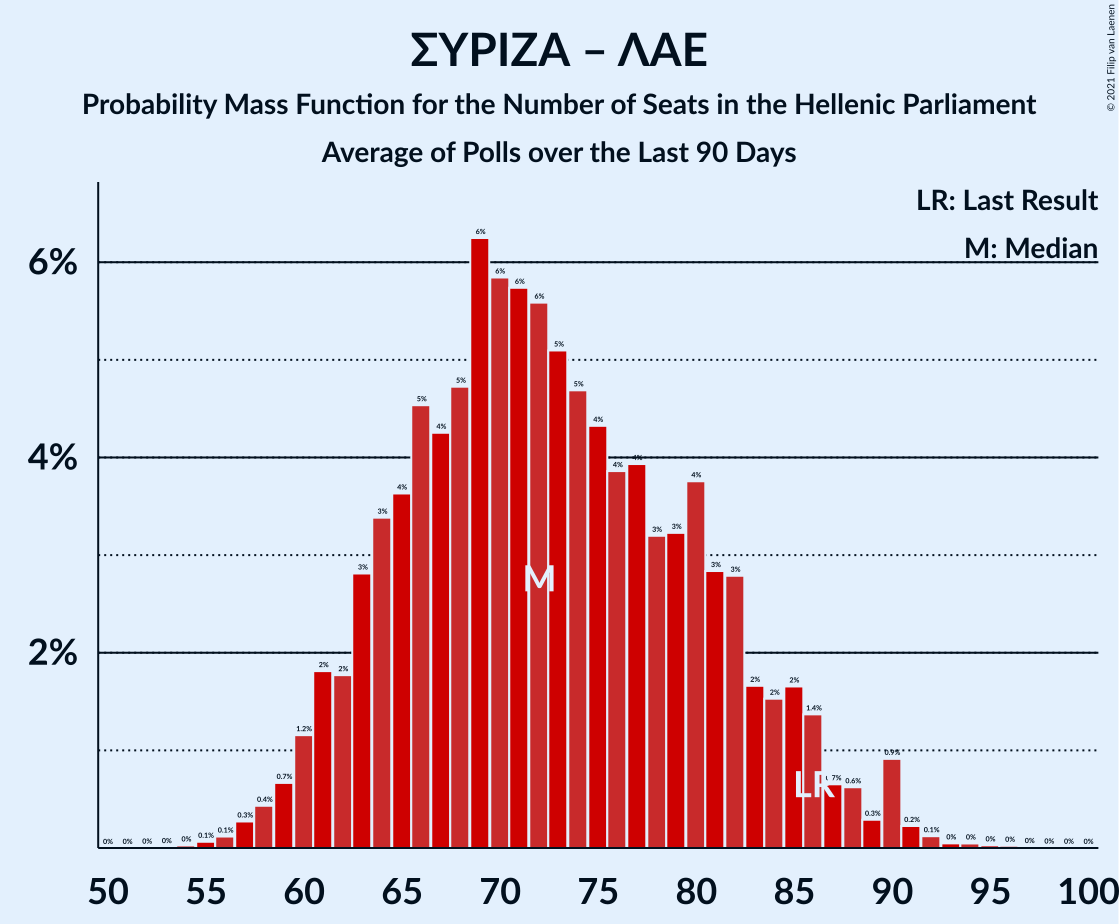 ΣΥΡΙΖΑ – ΛΑΕ
Probability Mass Function for the Number of Seats in the Hellenic Parliament
Average of Polls over the Last 90 Days
© 2021 Filip van Laenen
LR: Last Result
M: Median
6%
4%
2%
0% 0% 0% 0% 0% 0.1% 0.1% 0.3% 0.4% 0.7% 1.2% 2% 2% 3% 3% 4% 5% 4% 5% 6% 6% 6% 6% 5% 5% 4% 4% 4% 3% 3% 4% 3% 3% 2% 2% 2% 1.4% 0.7% 0.6% 0.3% 0.9% 0.2% 0.1% 0% 0% 0% 0% 0% 0% 0% 0%
M
LR
50 55 60 65 70 75 80 85 90 95 100